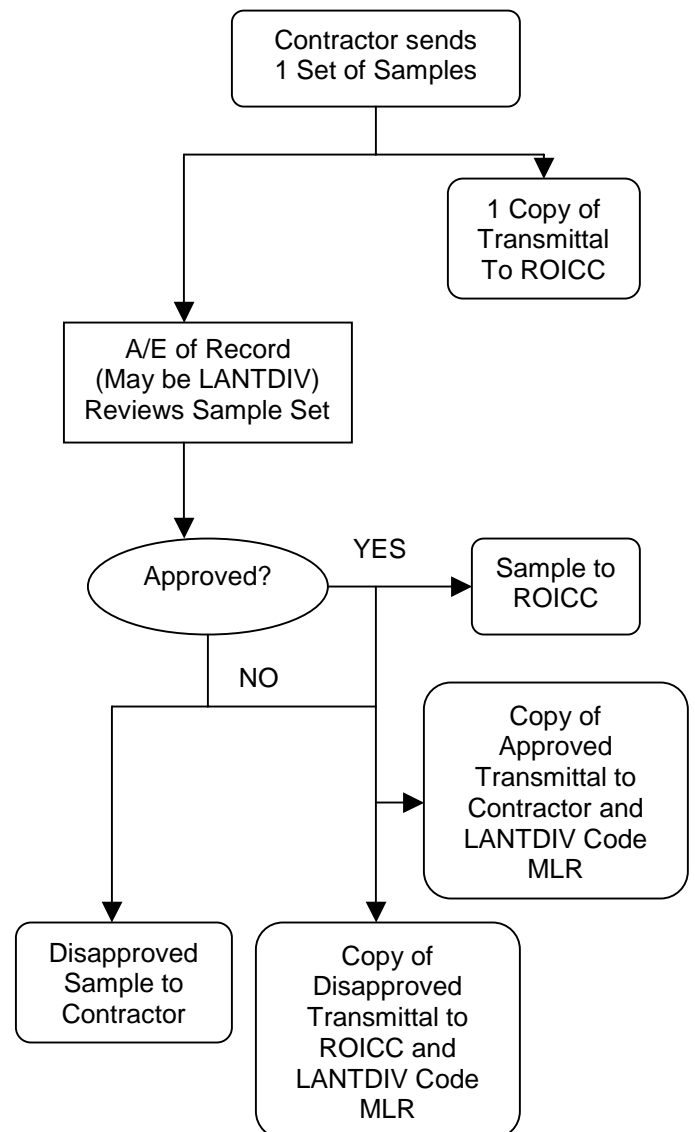 Contractor sends
1 Set of Samples
1 Copy of
Transmittal
To ROICC
A/E of Record
(May be LANTDIV)
Reviews Sample Set
Approved?
YES
Sample to
ROICC
NO
Copy of
Approved
Transmittal to
Contractor and
LANTDIV Code
MLR
Disapproved
Sample to
Contractor
Copy of
Disapproved
Transmittal to
ROICC and
LANTDIV Code
MLR